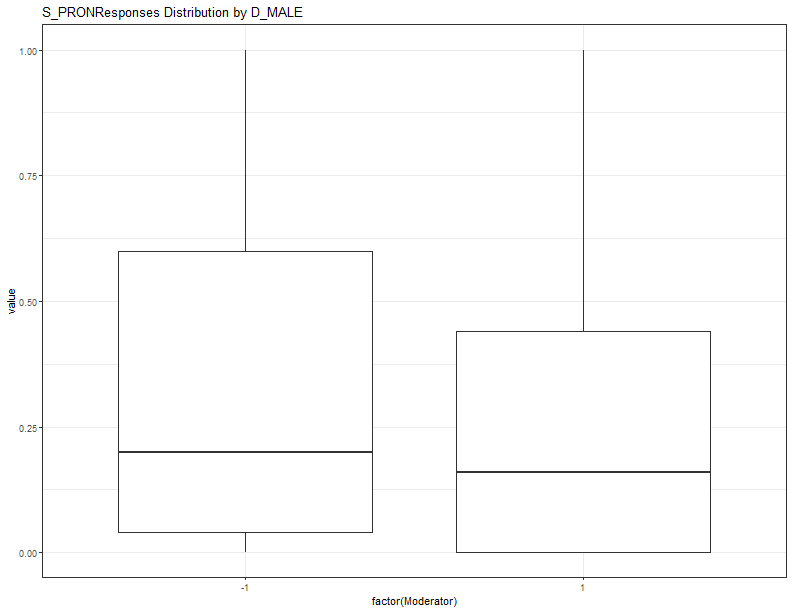 S_PRONResponses Distribution by D_MALE
1.00
0.75
0.50
0.25
0.00
value
-1 1
factor(Moderator)